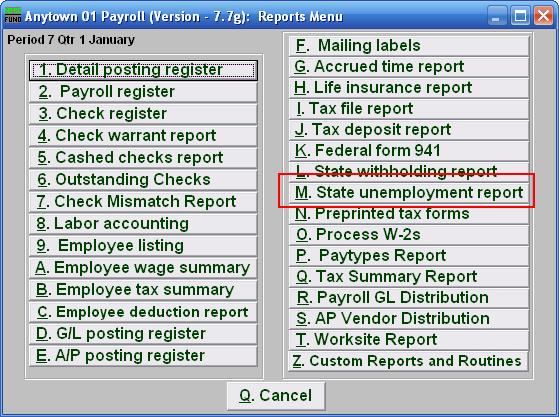 Anytown 01 Payroll (Version - 7.7g): Reports Menu
Period 7 Qtr 1 January
1. Detail posting register
2. Payroll register
3. Check register
4. Check warrant report
5. Cashed checks report
6. Outstanding Checks
7. Check Mismatch Report
8. Labor accounting
9. Employee listing
A. Employee wage summary
B. Employee tax summary
C. Employee deduction report
D. G/L posting register
E. A/P posting register
F. Mailing labels
G. Accrued time report
H. Life insurance report
I. Tax file report
J. Tax deposit report
K. Federal form 941
L. State withholding report
M. State unemployment report
N. Preprinted tax forms
O. Process W-2s
P. Paytypes Report
Q. Tax Summary Report
R. Payroll GL Distribution
S. AP Vendor Distribution
T. Worksite Report
Z. Custom Reports and Routines
Q. Cancel